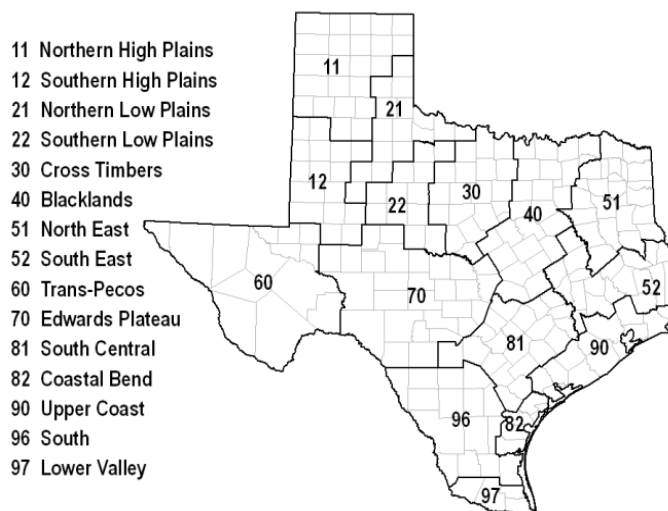 11 Northern High Plains
12 Southern High Plains
21 Northern Low Plains
22 Southern Low Plains
30 Cross Timbers
40 Blacklands
51 North East
52 South East
60 Trans-Pecos
70 Edwards Plateau
81 South Central
82 Coastal Bend
90 Upper Coast
96 South
97 Lower Valley
11
21
12
22
30
40
51
60
70
52
81
90
96
82
97